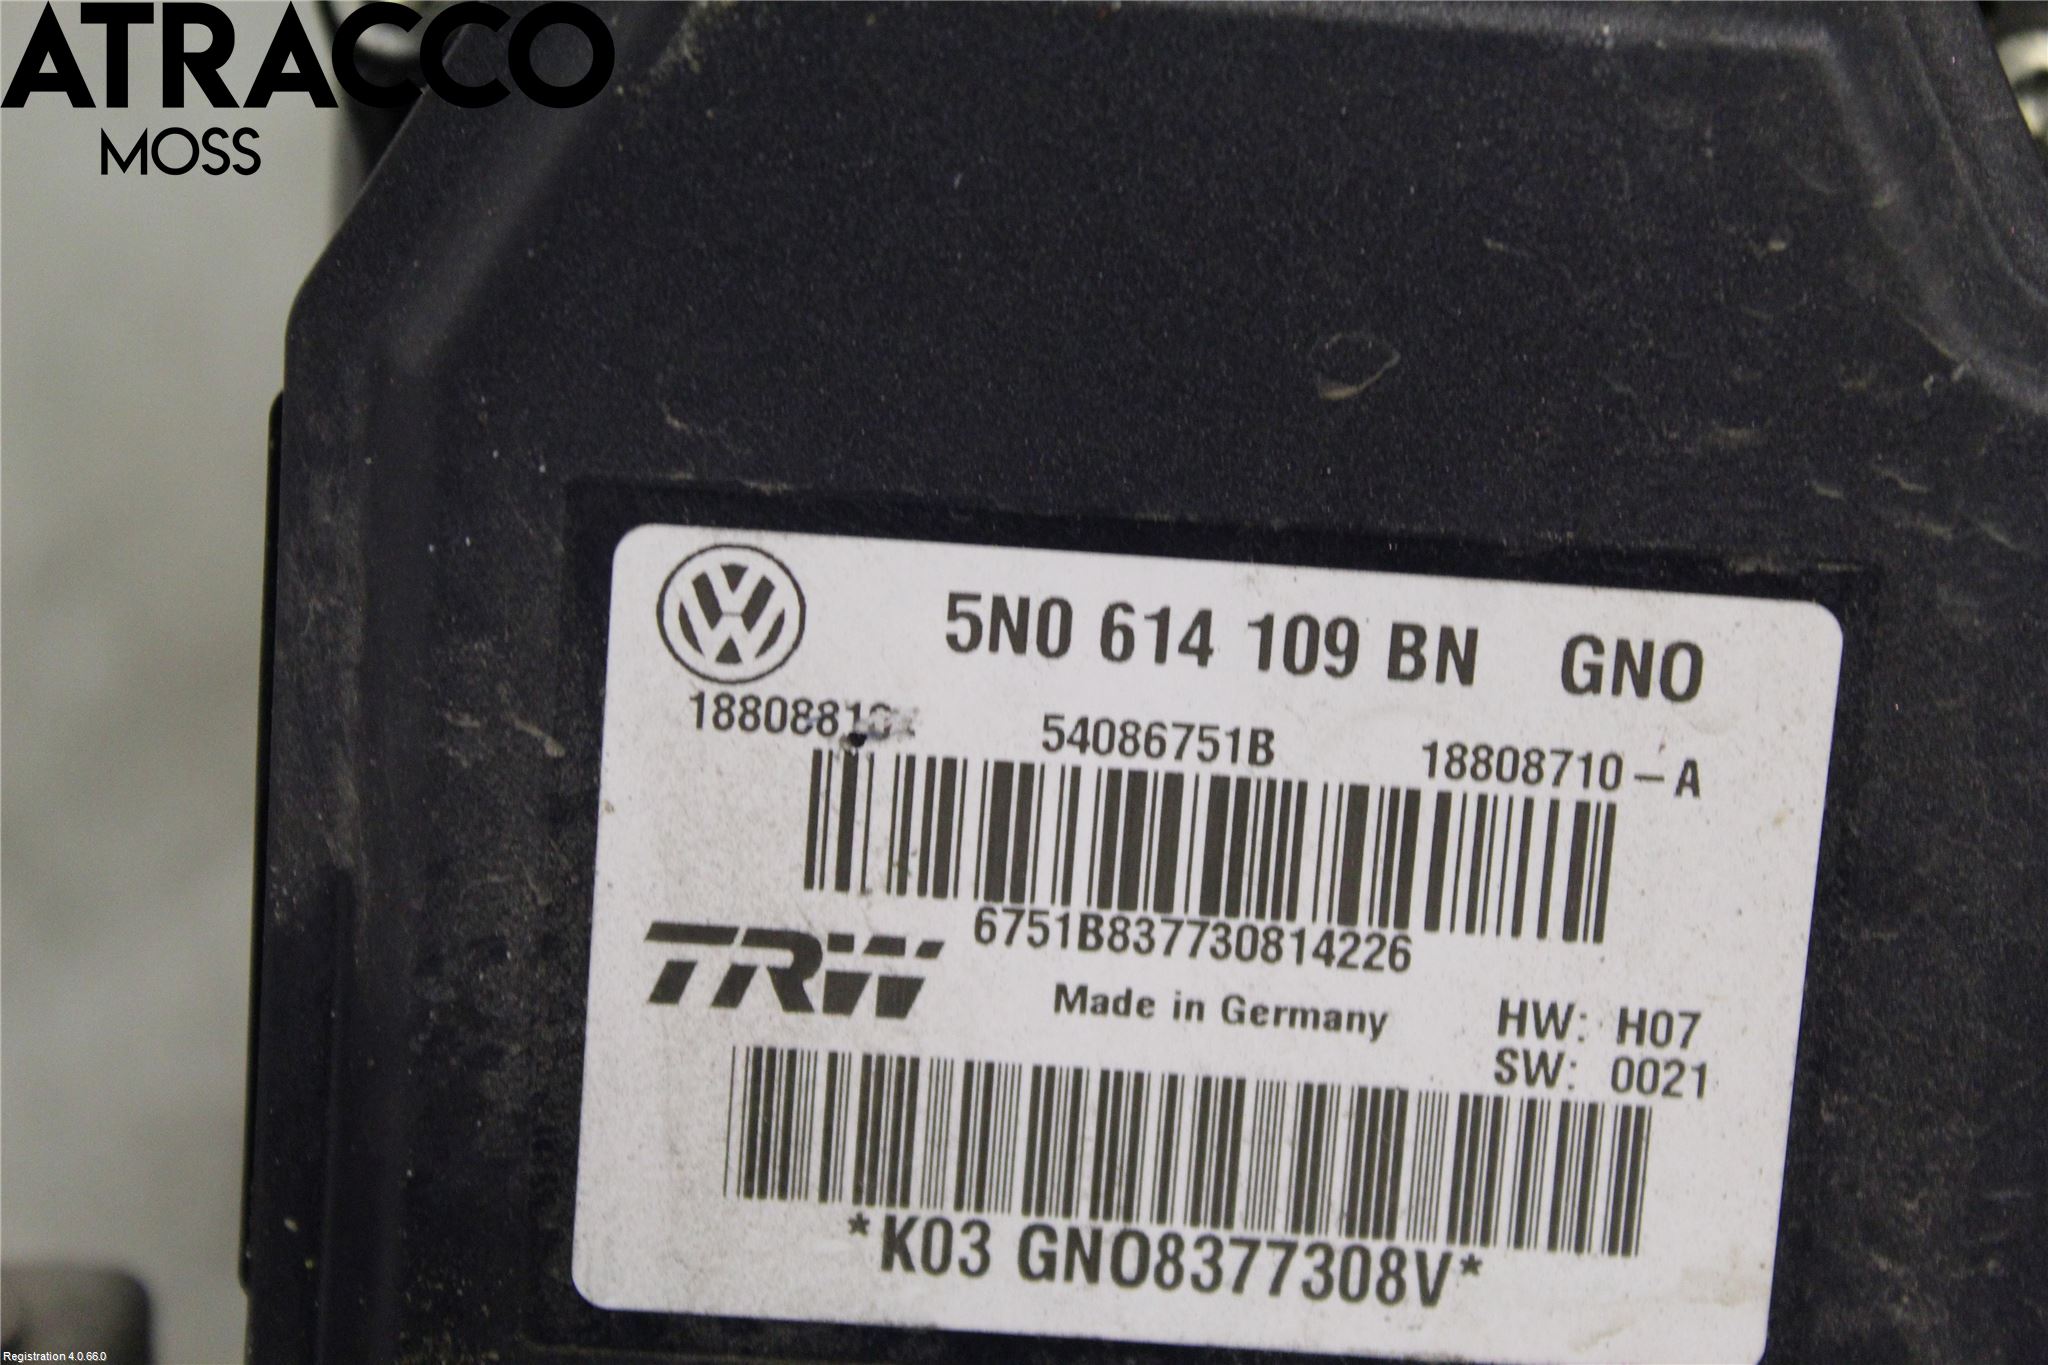 ATRACCO
MOSS
5N0 614 109 BN GNO
54086751B 18808710-A
6751B837730814226
TRW
Made in Germany
HW: H07
SW: 0021
*K03 GNO8377308V*
Registration 4.0.66.0